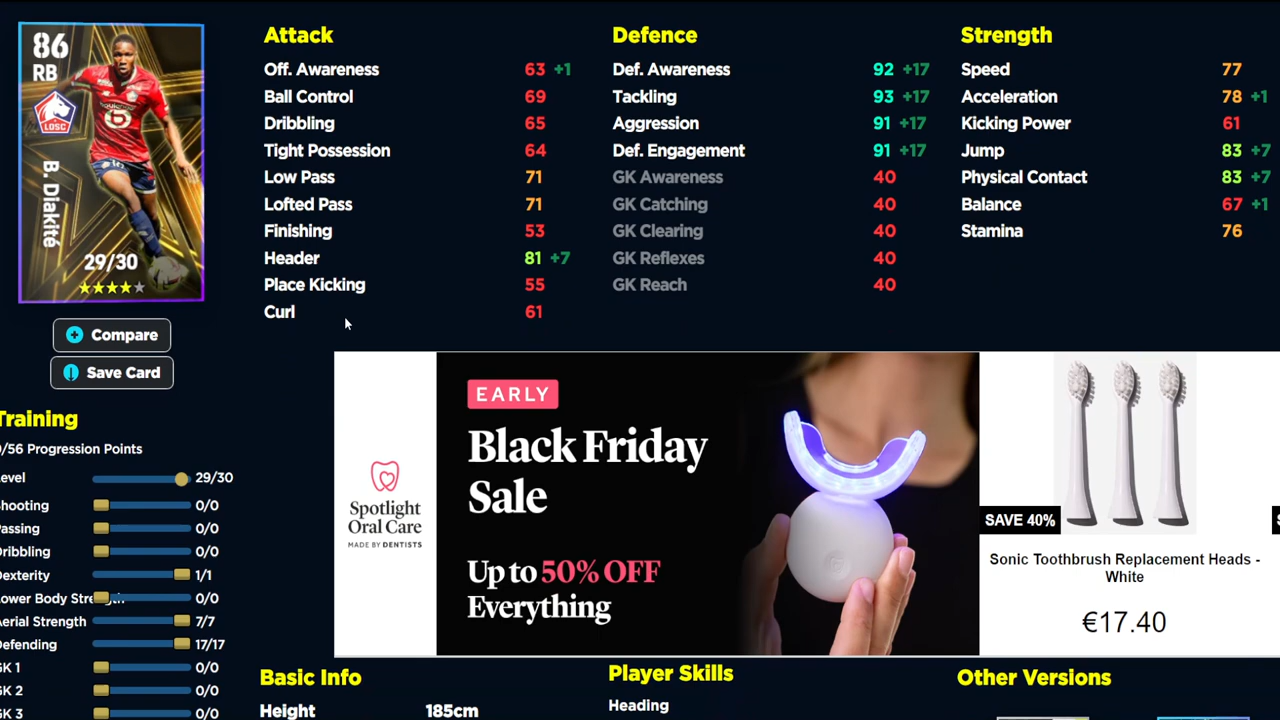 86
RB
LOSC
B. Diakité
29/30
Compare
Save Card
Training
/56 Progression Points
evel 29/30
hooting 0/0
assing 0/0
ribbling 0/0
exterity 1/1
ower Body Strength 0/0
erial Strength 7/7
efending 17/17
GK 1 0/0
GK 2 0/0
GK 3 0/0
Attack
Off. Awareness 63 +1
Ball Control 69
Dribbling 65
Tight Possession 64
Low Pass 71
Lofted Pass 71
Finishing 53
Header 81 +7
Place Kicking 55
Curl 61
Defence
Def. Awareness 92 +17
Tackling 93 +17
Aggression 91 +17
Def. Engagement 91 +17
GK Awareness 40
GK Catching 40
GK Clearing 40
GK Reflexes 40
GK Reach 40
Strength
Speed 77
Acceleration 78 +1
Kicking Power 61
Jump 83 +7
Physical Contact 83 +7
Balance 67 +1
Stamina 76
Spotlight
Oral Care
MADE BY DENTISTS
EARLY
Black Friday
Sale
Up to 50% OFF
Everything
SAVE 40%
Sonic Toothbrush Replacement Heads -
White
€17.40
Basic Info
Height 185cm
Player Skills
Heading
Other Versions